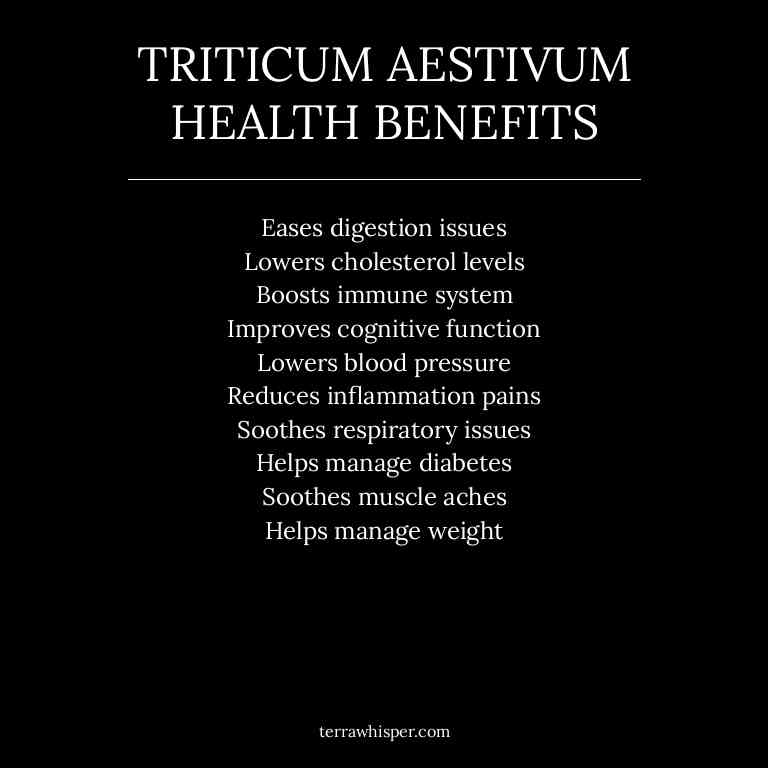 TRITICUM AESTIVUM
HEALTH BENEFITS
Eases digestion issues
Lowers cholesterol levels
Boosts immune system
Improves cognitive function
Lowers blood pressure
Reduces inflammation pains
Soothes respiratory issues
Helps manage diabetes
Soothes muscle aches
Helps manage weight
terrawhisper.com